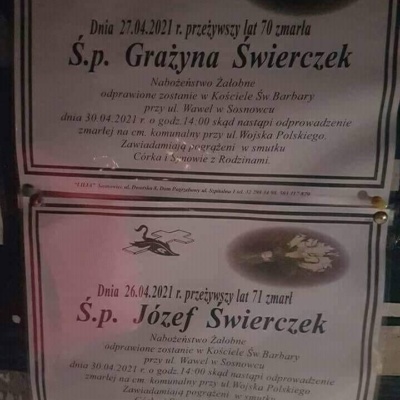 Dnia 27.04.2021 r. przeżywszy lat 70 zmarła
Ś.p. Grażyna Świerczek
Nabożeństwo Żałobne
odprawione zostanie w Kościele Św.Barbary
przy ul. Wawel w Sosnowcu
dnia 30.04.2021 r. o godz.14:00 skąd nastąpi odprowadzenie
zmarłej na cm. komunalny przy ul.Wojska Polskiego.
Zawiadamiają pogrążeni w smutku
Córka i Synowie z Rodzinami.
Dnia 26.04.2021 r. przeżywszy lat 71 zmarł
Ś.p. Józef Świerczek
Nabożeństwo Żałobne
odprawione zostanie w Kościele Św.Barbary
przy ul. Wawel w Sosnowcu
dnia 30.04.2021 r. o godz.14:00 skąd nastąpi odprowadzenie
zmarłego na cm. komunalny przy ul.Wojska Polskiego.
Zawiadamiają pogrążeni w smutku